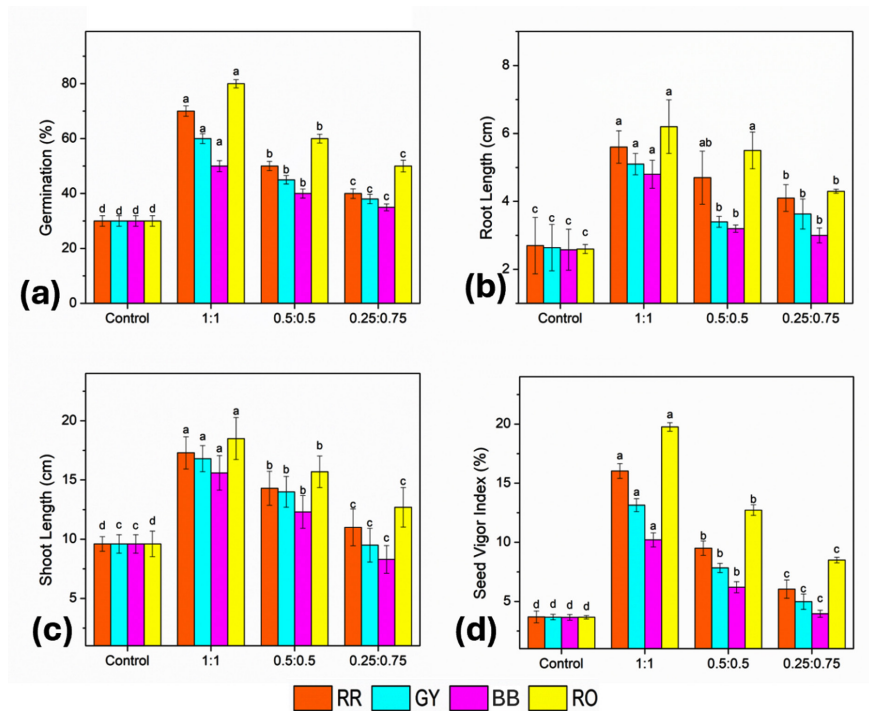 a a a a
80
60
40
20
0
Germination (%)
d d d d
b b b b
c c c c
Control 1:1 0.5:0.5 0.25:0.75
(a)
8
6
4
2
Root Length (cm)
c c c c
a a a a
ab b b a
b b b b
Control 1:1 0.5:0.5 0.25:0.75
(b)
20
15
10
5
Shoot Length (cm)
d c c d
a a a a
b b b b
c c c c
Control 1:1 0.5:0.5 0.25:0.75
(c)
20
15
10
5
Seed Vigor Index (%)
d d d d
a a a a
b b b b
c c c c
Control 1:1 0.5:0.5 0.25:0.75
(d)
RR GY BB RO